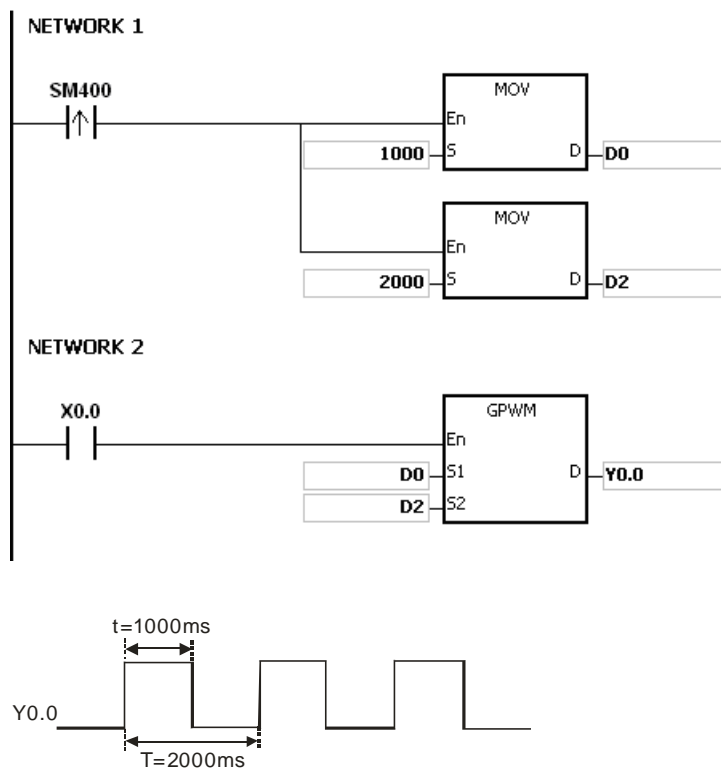 NETWORK 1
SM400
MOV
En
1000 S D D0
MOV
En
2000 S D D2
NETWORK 2
X0.0
GPWM
En
D0 S1 D Y0.0
D2 S2
t=1000ms
Y0.0
T=2000ms